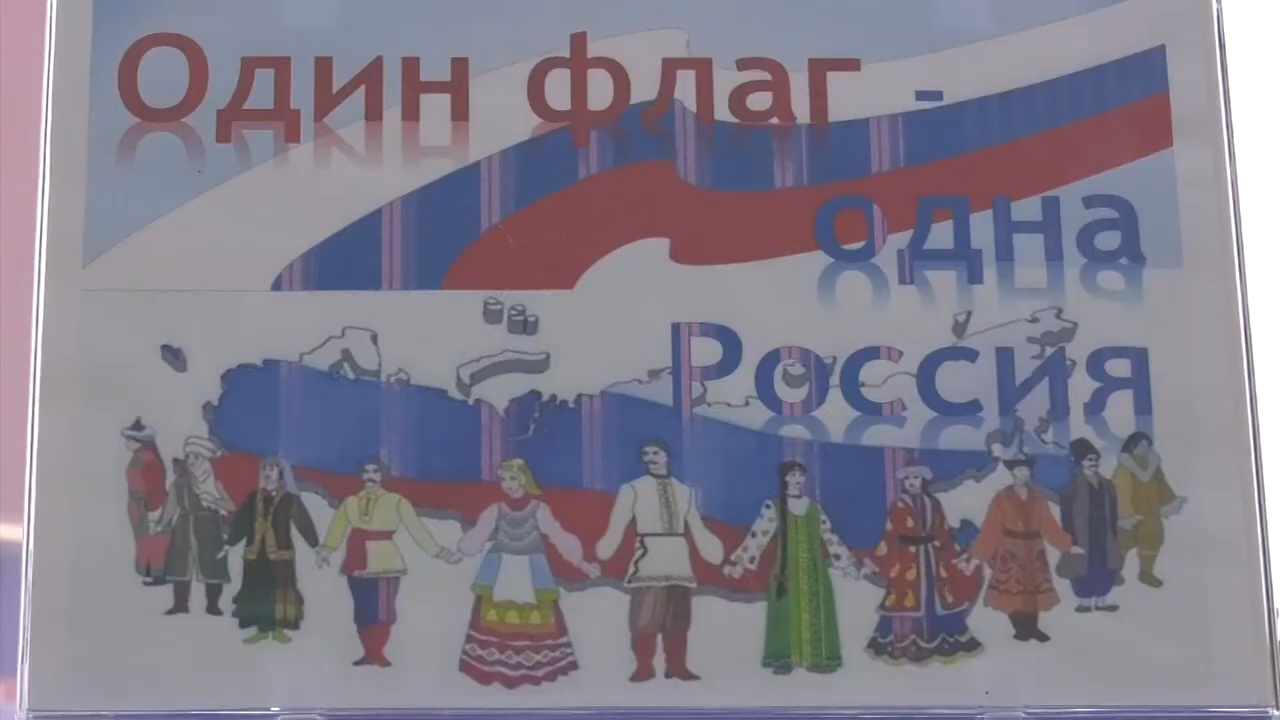 Один флаг -
одна
Россия